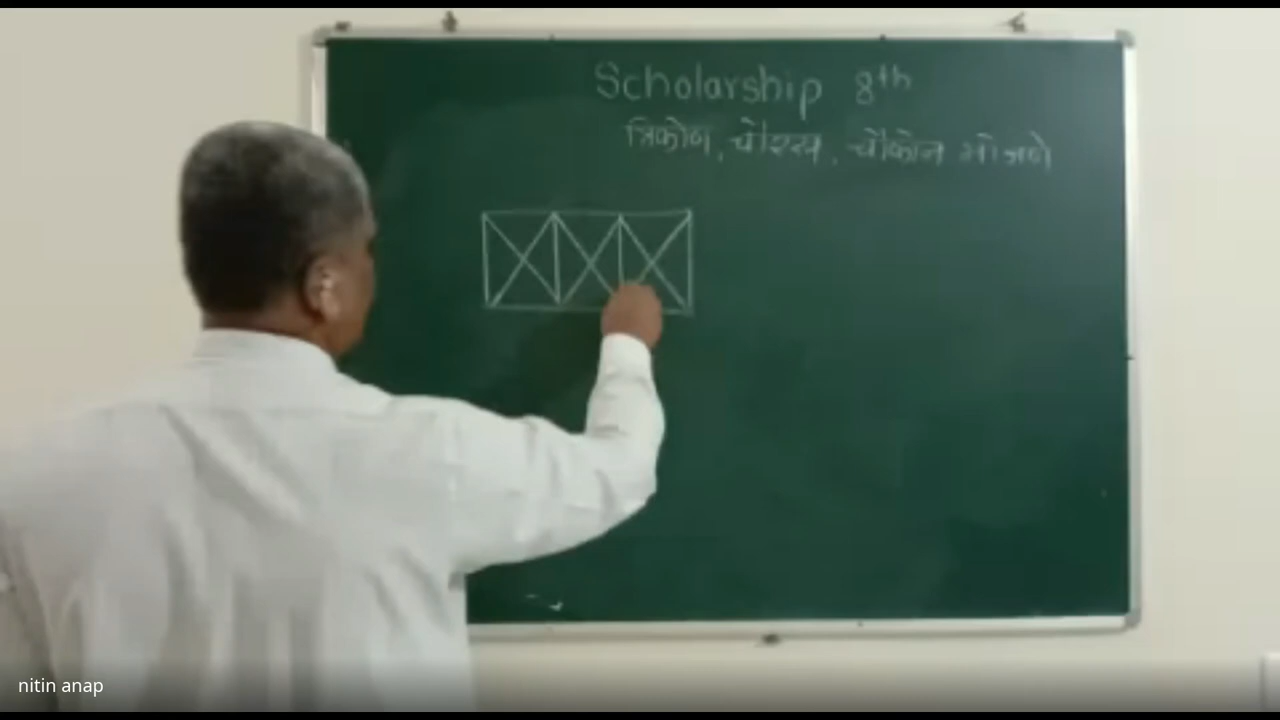 Scholarship 8th
त्रिकोण, चौरस, चौकोन मोजणे
nitin anap